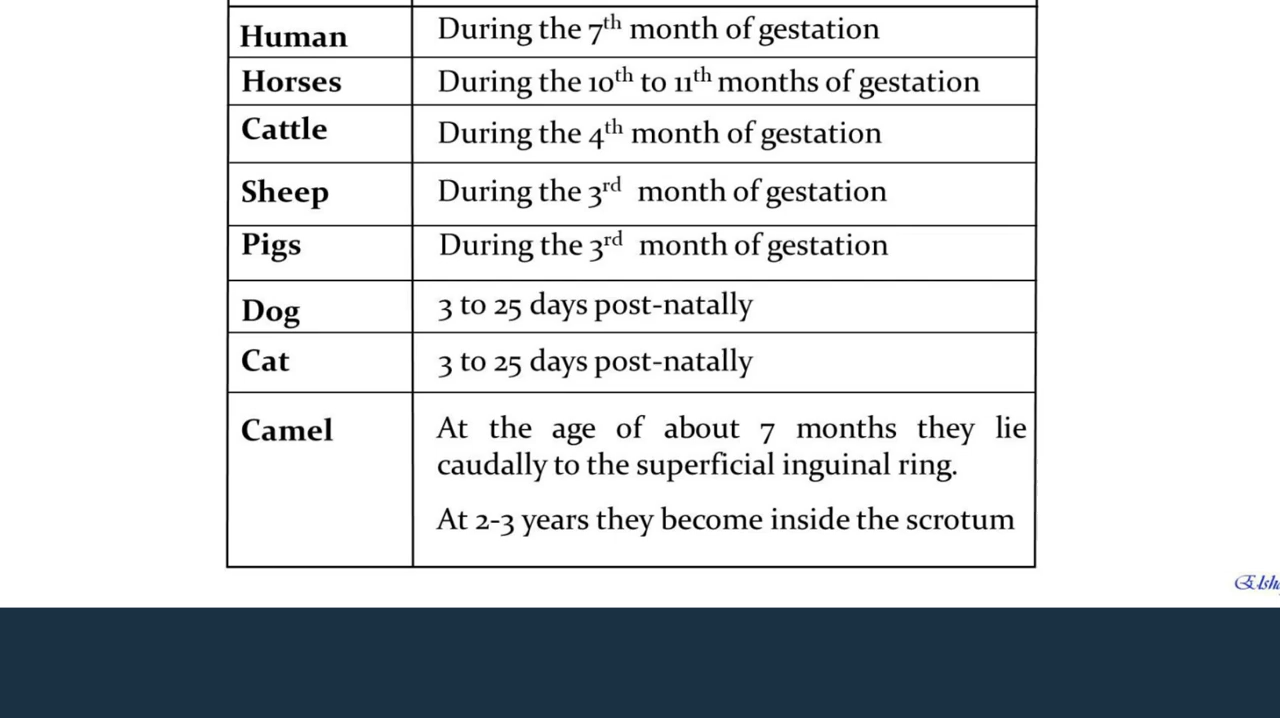 Human During the 7th month of gestation
Horses During the 10th to 11th months of gestation
Cattle During the 4th month of gestation
Sheep During the 3rd month of gestation
Pigs During the 3rd month of gestation
Dog 3 to 25 days post-natally
Cat 3 to 25 days post-natally
Camel At the age of about 7 months they lie
caudally to the superficial inguinal ring.
At 2-3 years they become inside the scrotum